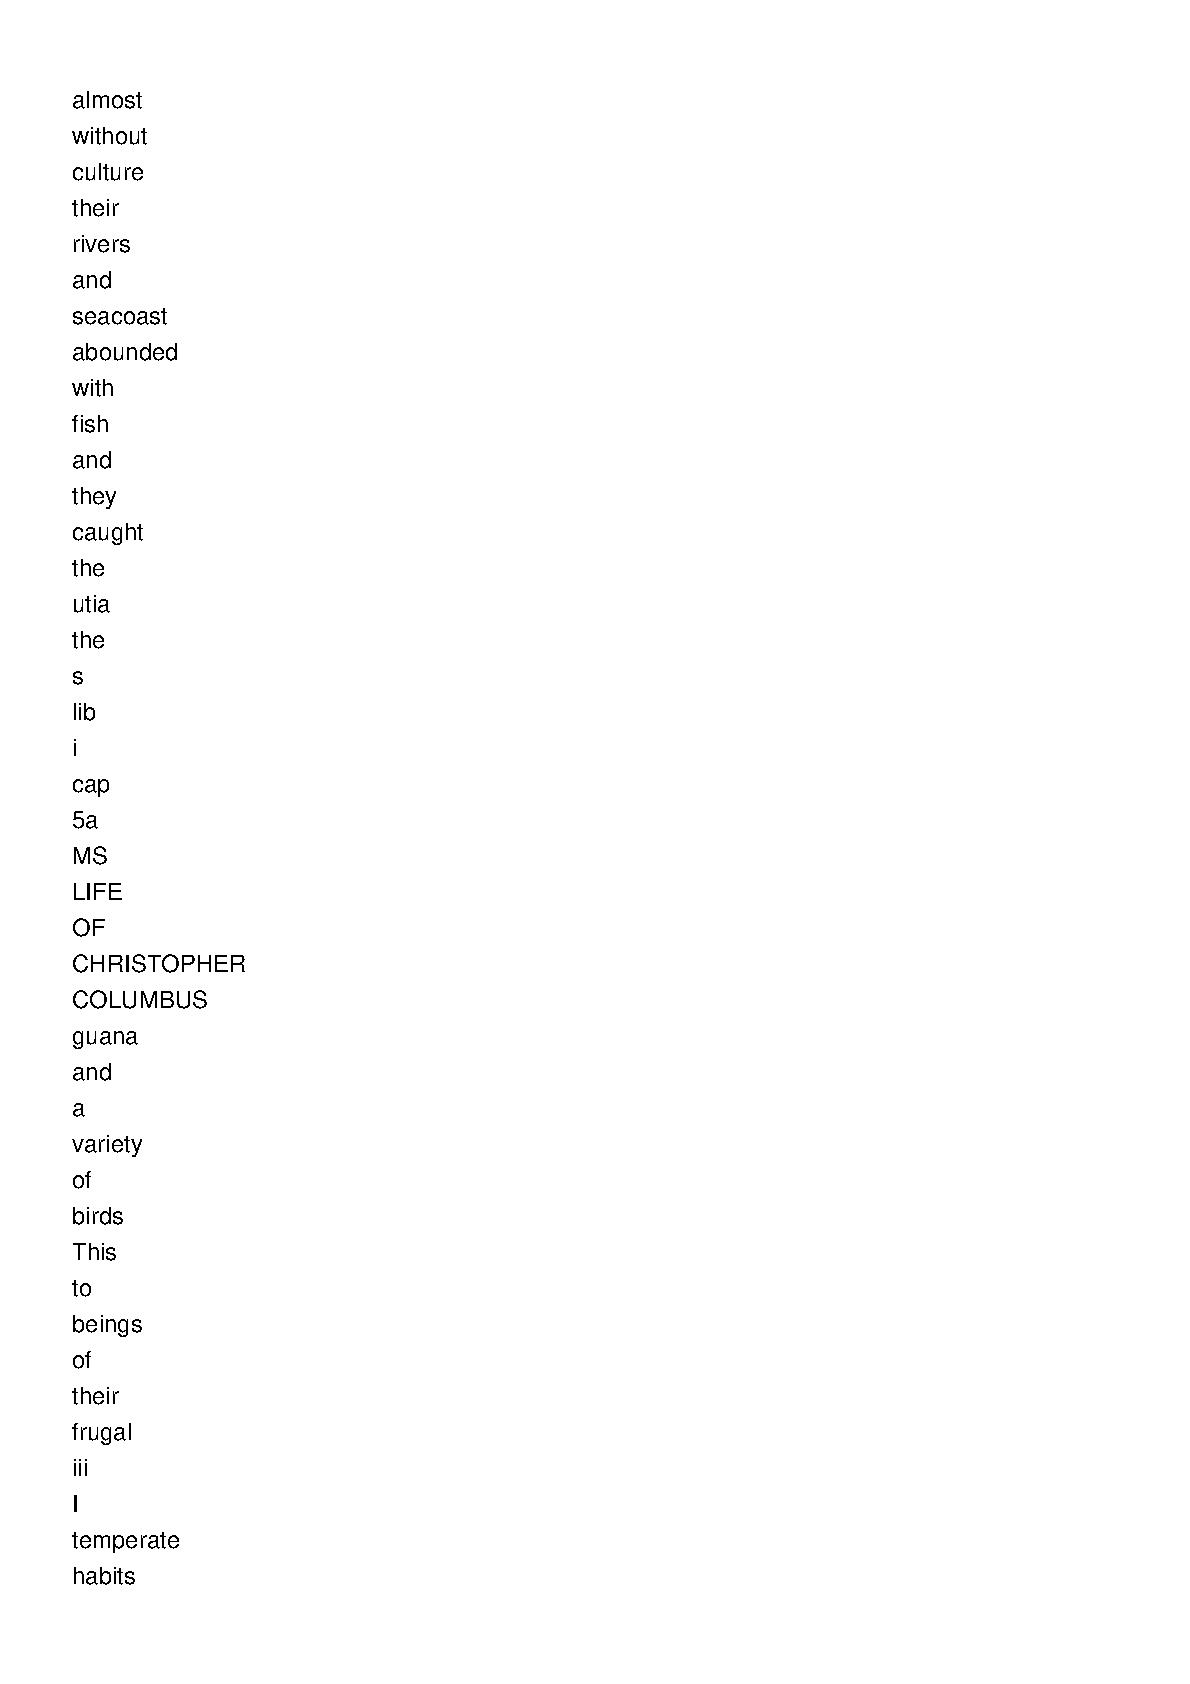 almost
without
culture
their
rivers
and
seacoast
abounded
with
fish
and
they
caught
the
utia
the
s
lib
i
cap
5a
MS
LIFE
OF
CHRISTOPHER
COLUMBUS
guana
and
a
variety
of
birds
This
to
beings
of
their
frugal
iii
I
temperate
habits